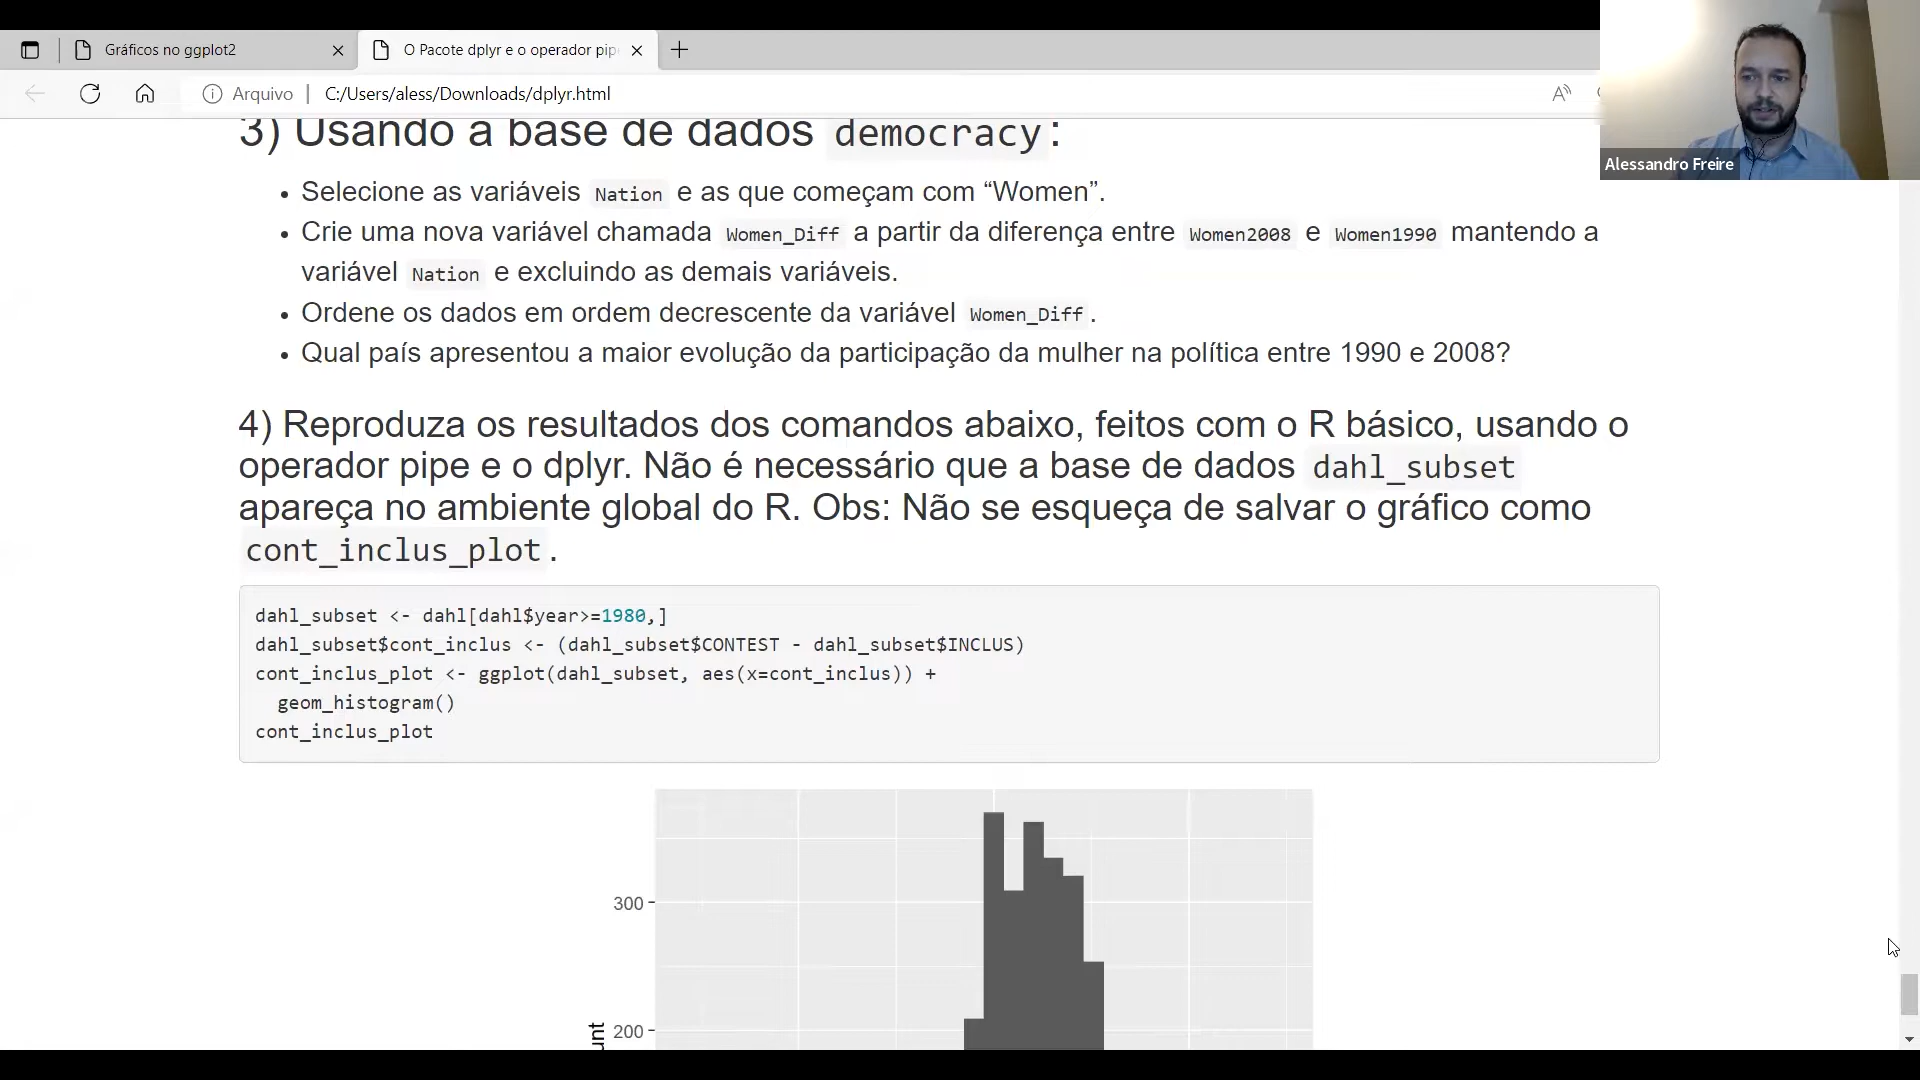 Gráficos no ggplot2
O Pacote dplyr e o operador pip
Arquivo | C:/Users/aless/Downloads/dplyr.html
Alessandro Freire
3) Usando a base de dados democracy:
• Selecione as variáveis Nation e as que começam com “Women”.
• Crie uma nova variável chamada Women_Diff a partir da diferença entre Women2008 e Women1990 mantendo a
variável Nation e excluindo as demais variáveis.
• Ordene os dados em ordem decrescente da variável Women_Diff.
• Qual país apresentou a maior evolução da participação da mulher na política entre 1990 e 2008?
4) Reproduza os resultados dos comandos abaixo, feitos com o R básico, usando o
operador pipe e o dplyr. Não é necessário que a base de dados dahl_subset
apareça no ambiente global do R. Obs: Não se esqueça de salvar o gráfico como
cont_inclus_plot.
dahl_subset <- dahl[dahl$year>=1980,]
dahl_subset$cont_inclus <- (dahl_subset$CONTEST - dahl_subset$INCLUS)
cont_inclus_plot <- ggplot(dahl_subset, aes(x=cont_inclus)) +
geom_histogram()
cont_inclus_plot
300
200